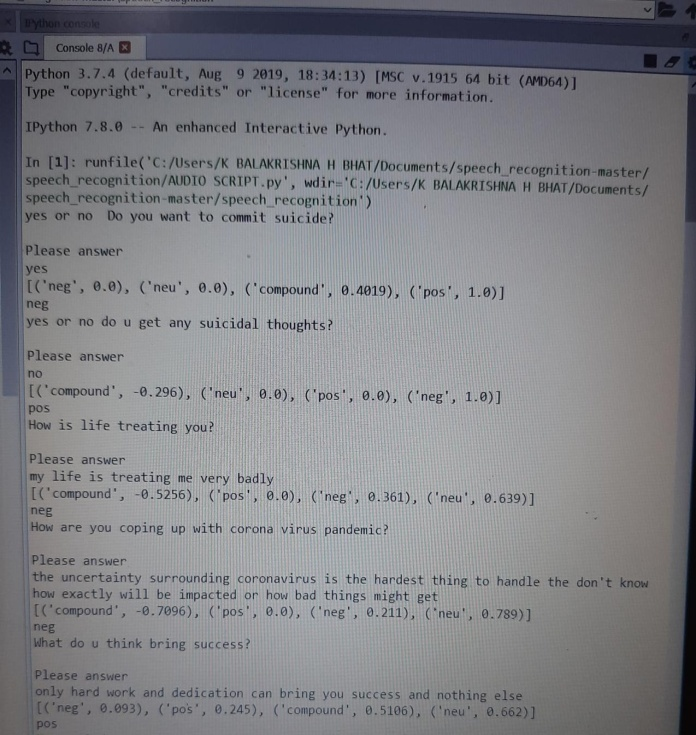 IPython console
Console 8/A
Python 3.7.4 (default, Aug  9 2019, 18:34:13) [MSC v.1915 64 bit (AMD64)]
Type "copyright", "credits" or "license" for more information.
IPython 7.8.0 -- An enhanced Interactive Python.
In [1]: runfile('C:/Users/K BALAKRISHNA H BHAT/Documents/speech_recognition-master/
speech_recognition/AUDIO SCRIPT.py', wdir='C:/Users/K BALAKRISHNA H BHAT/Documents/
speech_recognition-master/speech_recognition')
yes or no  Do you want to commit suicide?
Please answer
yes
[('neg', 0.0), ('neu', 0.0), ('compound', 0.4019), ('pos', 1.0)]
neg
yes or no do u get any suicidal thoughts?
Please answer
no
[('compound', -0.296), ('neu', 0.0), ('pos', 0.0), ('neg', 1.0)]
pos
How is life treating you?
Please answer
my life is treating me very badly
[('compound', -0.5256), ('pos', 0.0), ('neg', 0.361), ('neu', 0.639)]
neg
How are you coping up with corona virus pandemic?
Please answer
the uncertainty surrounding coronavirus is the hardest thing to handle the don't know
how exactly will be impacted or how bad things might get
[('compound', -0.7096), ('pos', 0.0), ('neg', 0.211), ('neu', 0.789)]
neg
What do u think bring success?
Please answer
only hard work and dedication can bring you success and nothing else
[('neg', 0.093), ('pos', 0.245), ('compound', 0.5106), ('neu', 0.662)]
pos